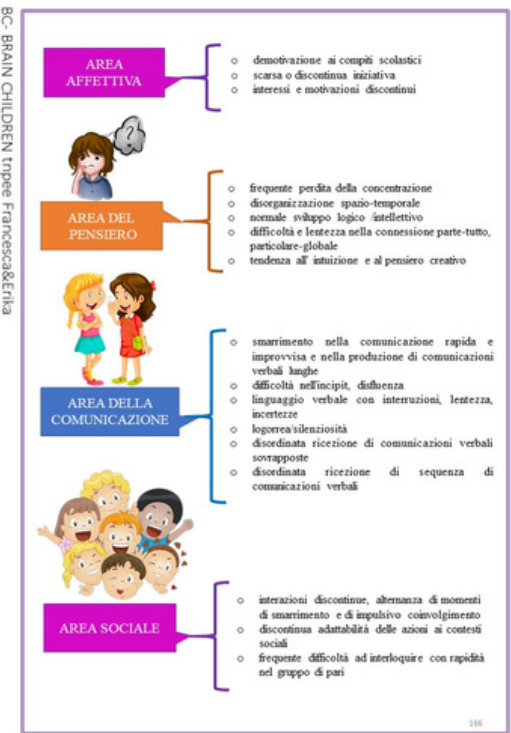 BC- BRAIN CHILDREN tnpee Francesca&Erika
AREA
AFFETTIVA
o demotivazione ai compiti scolastici
o scarsa o discontinua iniziativa
o interessi e motivazioni discontinui
?
AREA DEL
PENSIERO
o frequente perdita della concentrazione
o disorganizzazione spazio-temporale
o normale sviluppo logico /intellettivo
o difficoltà e lentezza nella connessione parte-tutto,
particolare-globale
o tendenza all' intuizione e al pensiero creativo
AREA DELLA
COMUNICAZIONE
o smarrimento nella comunicazione rapida e
improvvisa e nella produzione di comunicazioni
verbali lunghe
o difficoltà nell'incipit, disfluenza
o linguaggio verbale con interruzioni, lentezza,
incertezze
o logorrea/silenziosità
o disordinata ricezione di comunicazioni verbali
sovrapposte
o disordinata ricezione di sequenza di
comunicazioni verbali
AREA SOCIALE
o interazioni discontinue, alternanza di momenti
di smarrimento e di impulsivo coinvolgimento
o discontinua adattabilità delle azioni ai contesti
sociali
o frequente difficoltà ad interloquire con rapidità
nel gruppo di pari
166